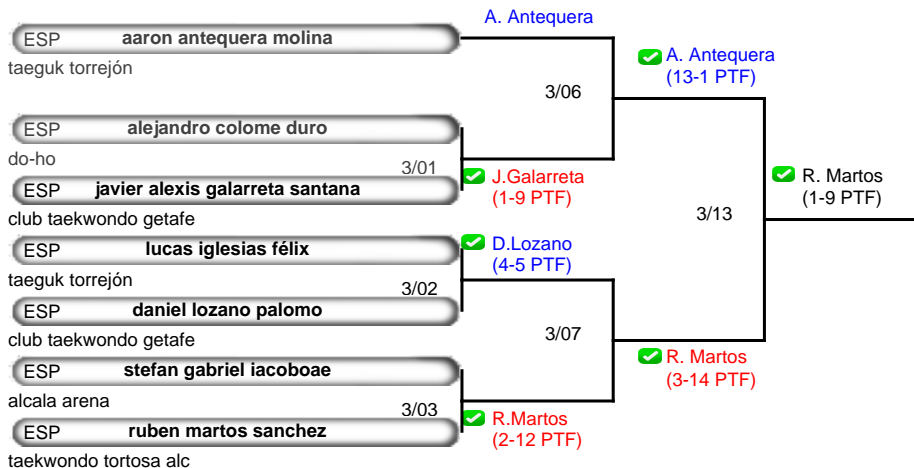 A. Antequera
ESP aaron antequera molina
taeguk torrejón
A. Antequera
(13-1 PTF)
3/06
ESP alejandro colome duro
do-ho
3/01
ESP javier alexis galarreta santana
club taekwondo getafe
J.Galarreta
(1-9 PTF)
R. Martos
(1-9 PTF)
3/13
ESP lucas iglesias félix
taeguk torrejón
D.Lozano
(4-5 PTF)
3/02
ESP daniel lozano palomo
club taekwondo getafe
3/07
ESP stefan gabriel iacoboae
alcala arena
R. Martos
(3-14 PTF)
3/03
ESP ruben martos sanchez
taekwondo tortosa alc
R.Martos
(2-12 PTF)